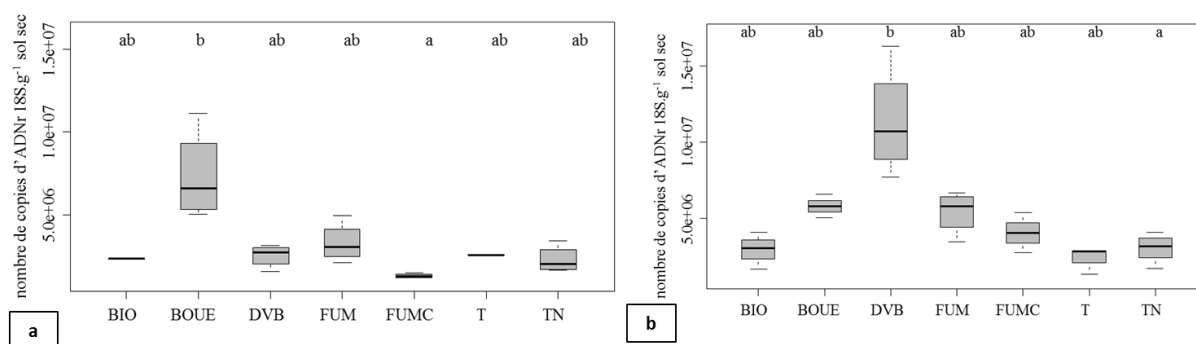 ab b ab ab a ab ab
nombre de copies d'ADNr 18S.g-1 sol sec
1.5e+07
1.0e+07
5.0e+06
BIO BOUE DVB FUM FUMC T TN
a
ab ab b ab ab ab a
nombre de copies d'ADNr 18S.g-1 sol sec
1.5e+07
1.0e+07
5.0e+06
BIO BOUE DVB FUM FUMC T TN
b